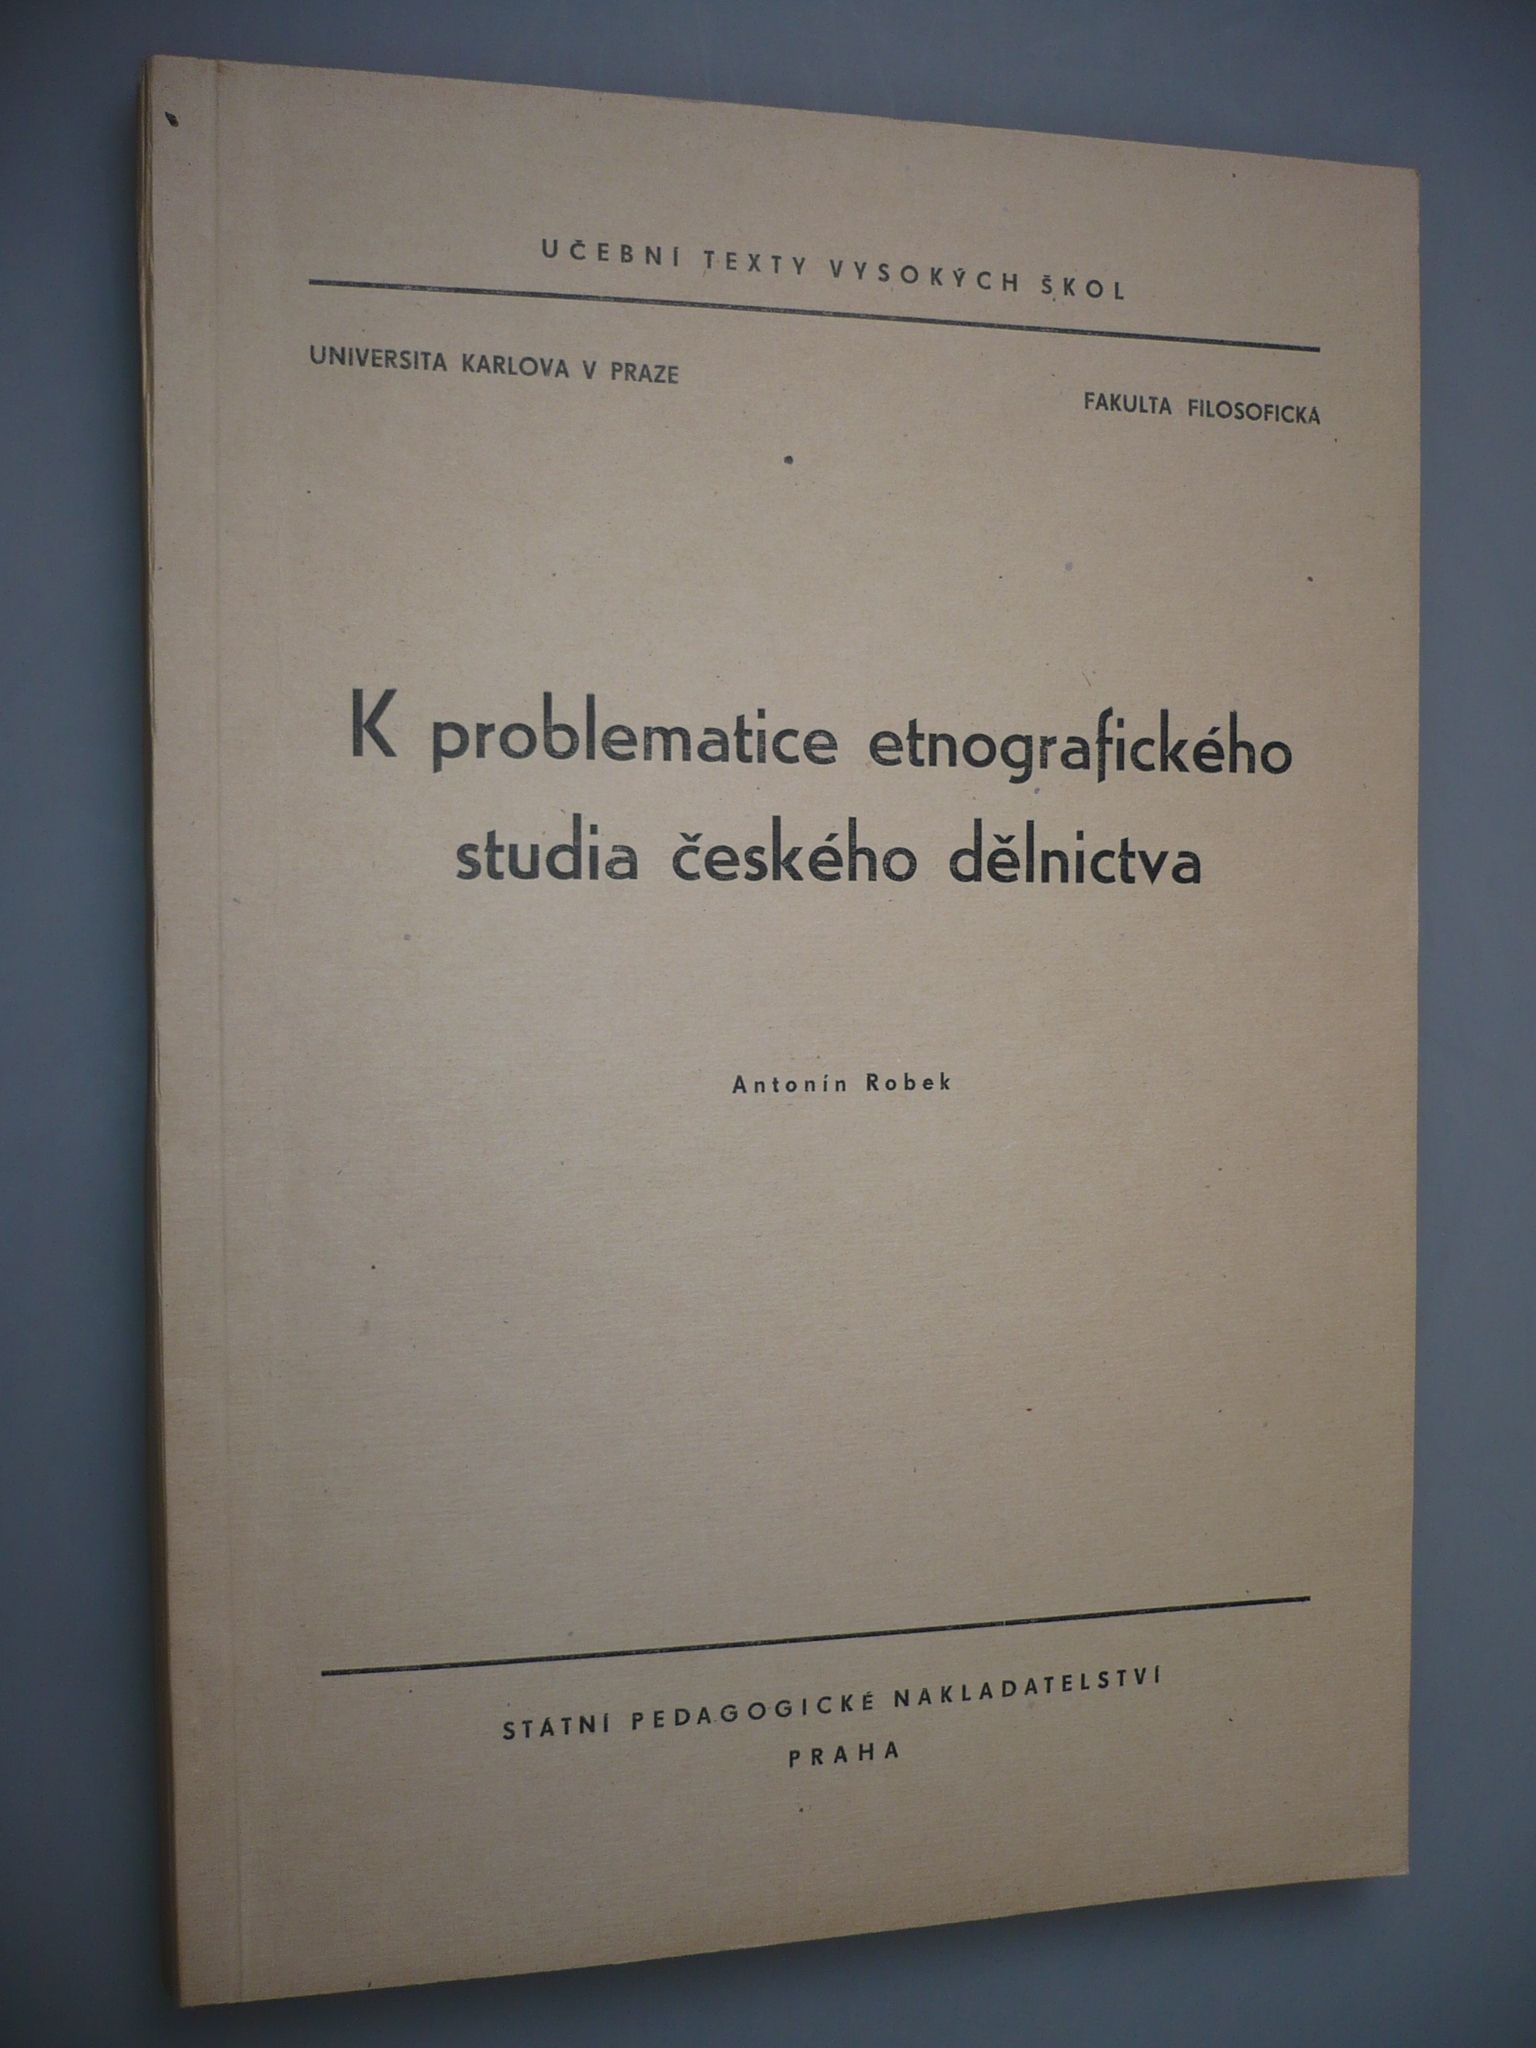 UČEBNÍ TEXTY VYSOKÝCH ŠKOL
UNIVERSITA KARLOVA V PRAZE
FAKULTA FILOSOFICKÁ
K problematice etnografického
studia českého dělnictva
Antonín Robek
STÁTNÍ PEDAGOGICKÉ NAKLADATELSTVÍ
PRAHA